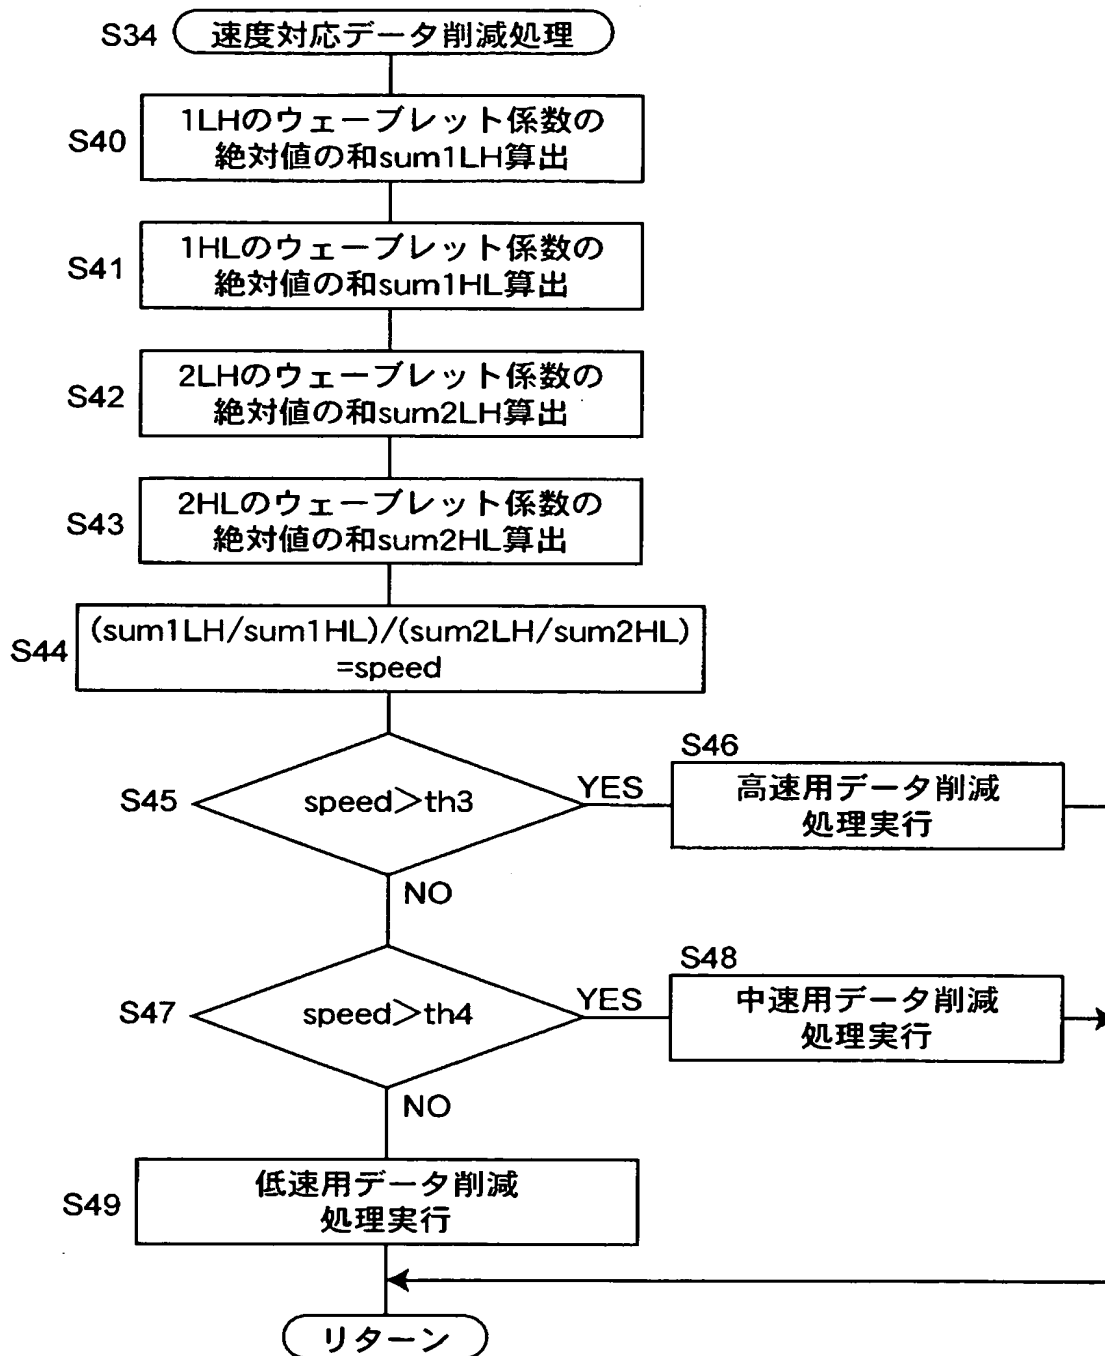 S34 速度対応データ削減処理
S40
1LHのウェーブレット係数の
絶対値の和sum1LH算出
S41
1HLのウェーブレット係数の
絶対値の和sum1HL算出
S42
2LHのウェーブレット係数の
絶対値の和sum2LH算出
S43
2HLのウェーブレット係数の
絶対値の和sum2HL算出
S44
(sum1LH/sum1HL)/(sum2LH/sum2HL)
=speed
S45
speed>th3
YES
NO
S46
高速用データ削減
処理実行
S47
speed>th4
YES
NO
S48
中速用データ削減
処理実行
S49
低速用データ削減
処理実行
リターン